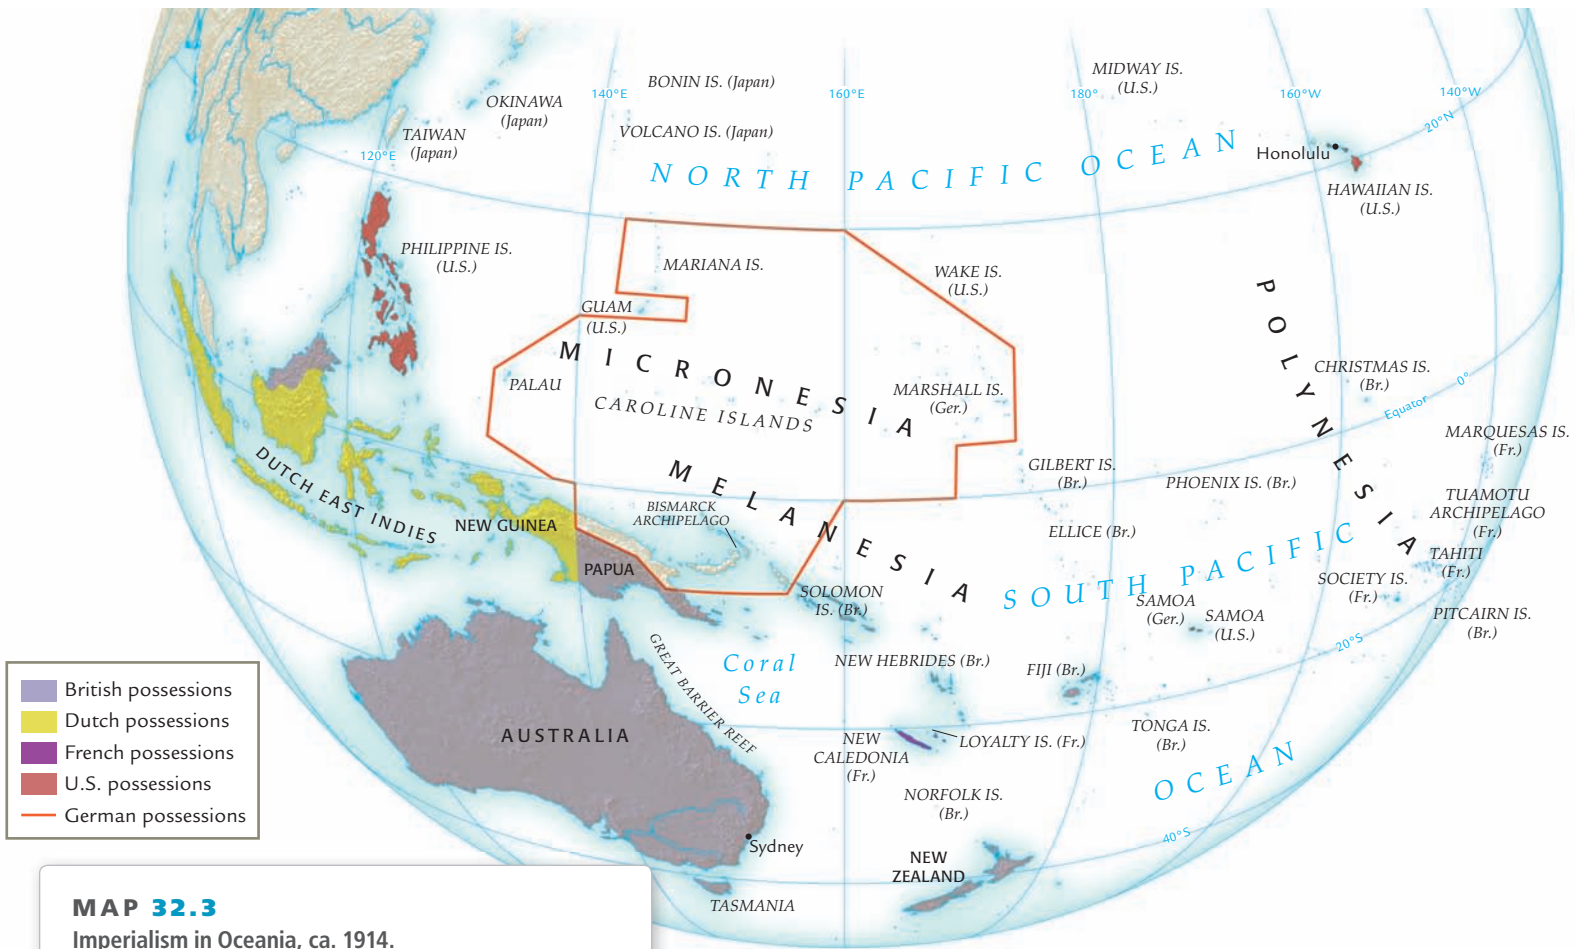 BONIN IS. (Japan)
MIDWAY IS.
(U.S.)
140°E
160°E
180°
160°W
140°W
OKINAWA
(Japan)
TAIWAN
(Japan)
VOLCANO IS. (Japan)
120°E
20°N
NORTH PACIFIC OCEAN
Honolulu
HAWAIIAN IS.
(U.S.)
PHILIPPINE IS.
(U.S.)
MARIANA IS.
WAKE IS.
(U.S.)
GUAM
(U.S.)
MICRONESIA
POLYNESIA
PALAU
CAROLINE ISLANDS
MARSHALL IS.
(Ger.)
CHRISTMAS IS.
(Br.)
0°
Equator
MARQUESAS IS.
(Fr.)
DUTCH EAST INDIES
MELANESIA
GILBERT IS.
(Br.)
PHOENIX IS. (Br.)
BISMARCK
ARCHIPELAGO
NEW GUINEA
TUAMOTU
ARCHIPELAGO
(Fr.)
ELLICE (Br.)
PAPUA
TAHITI
(Fr.)
SOUTH PACIFIC
SOLOMON
IS. (Br.)
SOCIETY IS.
(Fr.)
SAMOA
(Ger.)
SAMOA
(U.S.)
PITCAIRN IS.
(Br.)
20°S
GREAT BARRIER REEF
Coral
Sea
NEW HEBRIDES (Br.)
FIJI (Br.)
British possessions
Dutch possessions
French possessions
U.S. possessions
German possessions
AUSTRALIA
NEW
CALEDONIA
(Fr.)
LOYALTY IS. (Fr.)
TONGA IS.
(Br.)
OCEAN
NORFOLK IS.
(Br.)
40°S
Sydney
NEW
ZEALAND
TASMANIA
MAP 32.3
Imperialism in Oceania, ca. 1914.